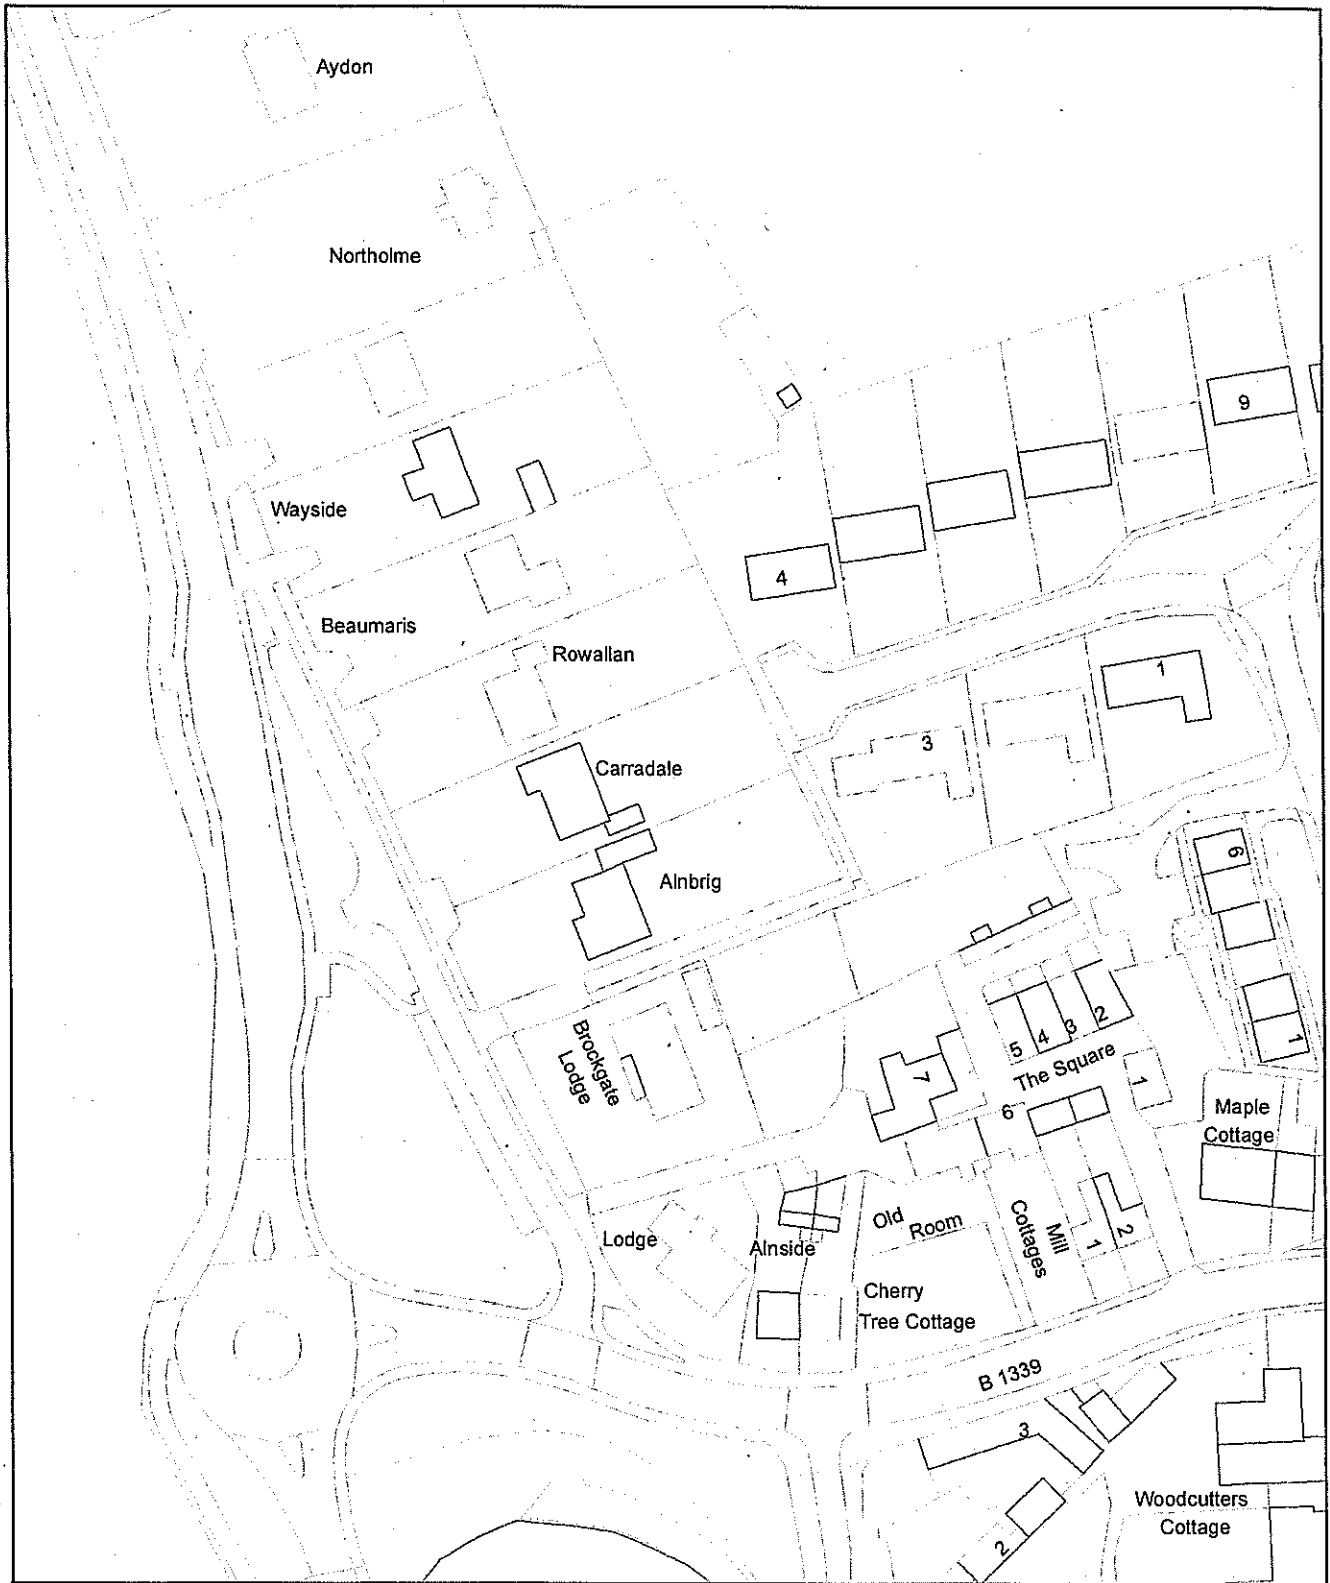 Aydon
Northolme
9
Wayside
4
Beaumaris
Rowallan
1
3
Carradale
6
Alnbrig
Brockgate
Lodge
5
4
3
2
The Square
7
1
1
6
Maple
Cottage
Lodge
Alnside
Old
Room
Mill
Cottages
1
2
Cherry
Tree Cottage
B 1339
3
2
Woodcutters
Cottage